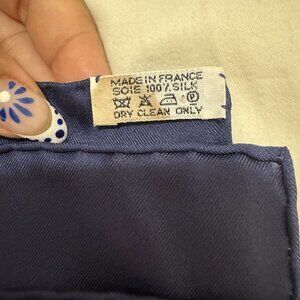 MADE IN FRANCE
SOIE 100% SILK
DRY CLEAN ONLY